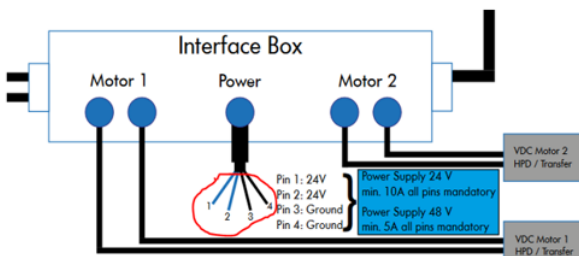 Interface Box
Motor 1
Power
Motor 2
1
2
3
4
Pin 1: 24V
Pin 2: 24V
Pin 3: Ground
Pin 4: Ground
Power Supply 24 V
min. 10A all pins mandatory
Power Supply 48 V
min. 5A all pins mandatory
VDC Motor 2
HPD / Transfer
VDC Motor 1
HPD / Transfer